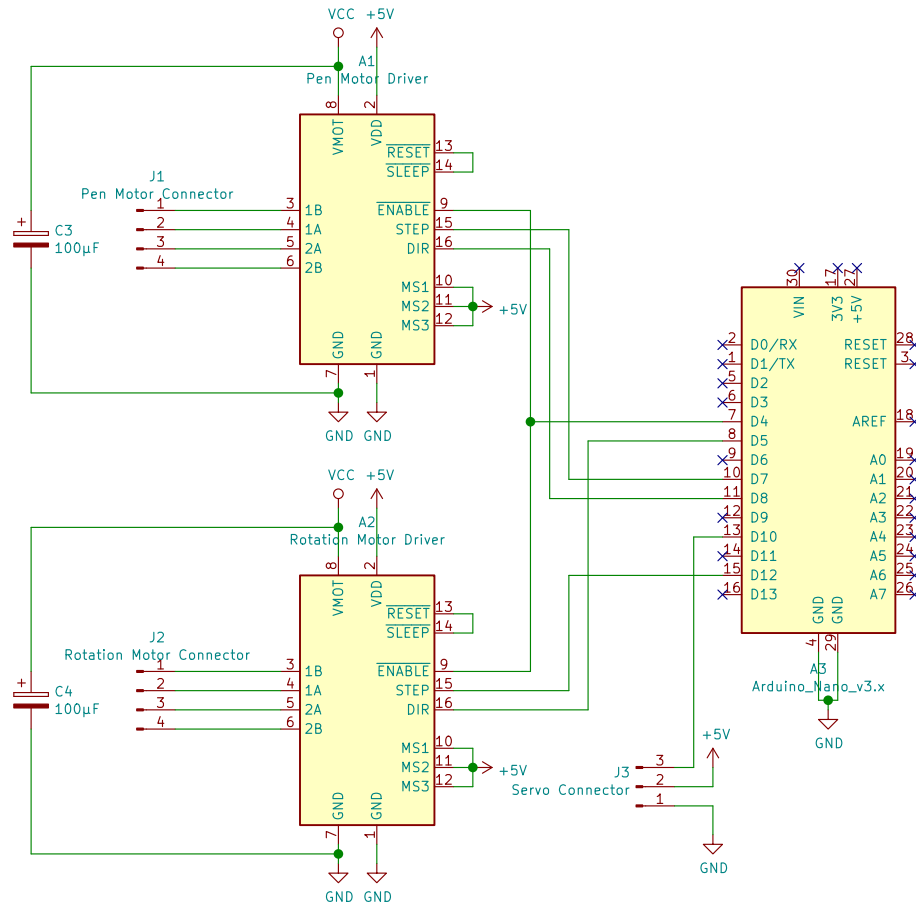 VCC +5V
A1
Pen Motor Driver
8 2
VMOT VDD
RESET 13
SLEEP 14
J1
Pen Motor Connector
1 3 1B ENABLE 9
2 4 1A STEP 15
3 5 2A DIR 16
4 6 2B
+
C3
100µF
MS1 10
MS2 11 +5V
MS3 12
GND GND
7 1
GND GND
30 17 27
VIN 3V3 +5V
2 D0/RX RESET 28
1 D1/TX RESET 3
5 D2
6 D3
7 D4 AREF 18
8 D5
9 D6 A0 19
10 D7 A1 20
11 D8 A2 21
12 D9 A3 22
13 D10 A4 23
14 D11 A5 24
15 D12 A6 25
16 D13 A7 26
GND GND
4 29
A3
Arduino_Nano_v3.x
GND
VCC +5V
A2
Rotation Motor Driver
8 2
VMOT VDD
RESET 13
SLEEP 14
J2
Rotation Motor Connector
1 3 1B ENABLE 9
2 4 1A STEP 15
3 5 2A DIR 16
4 6 2B
+
C4
100µF
MS1 10
MS2 11 +5V
MS3 12
GND GND
7 1
GND GND
+5V
J3
Servo Connector
3
2
1
GND